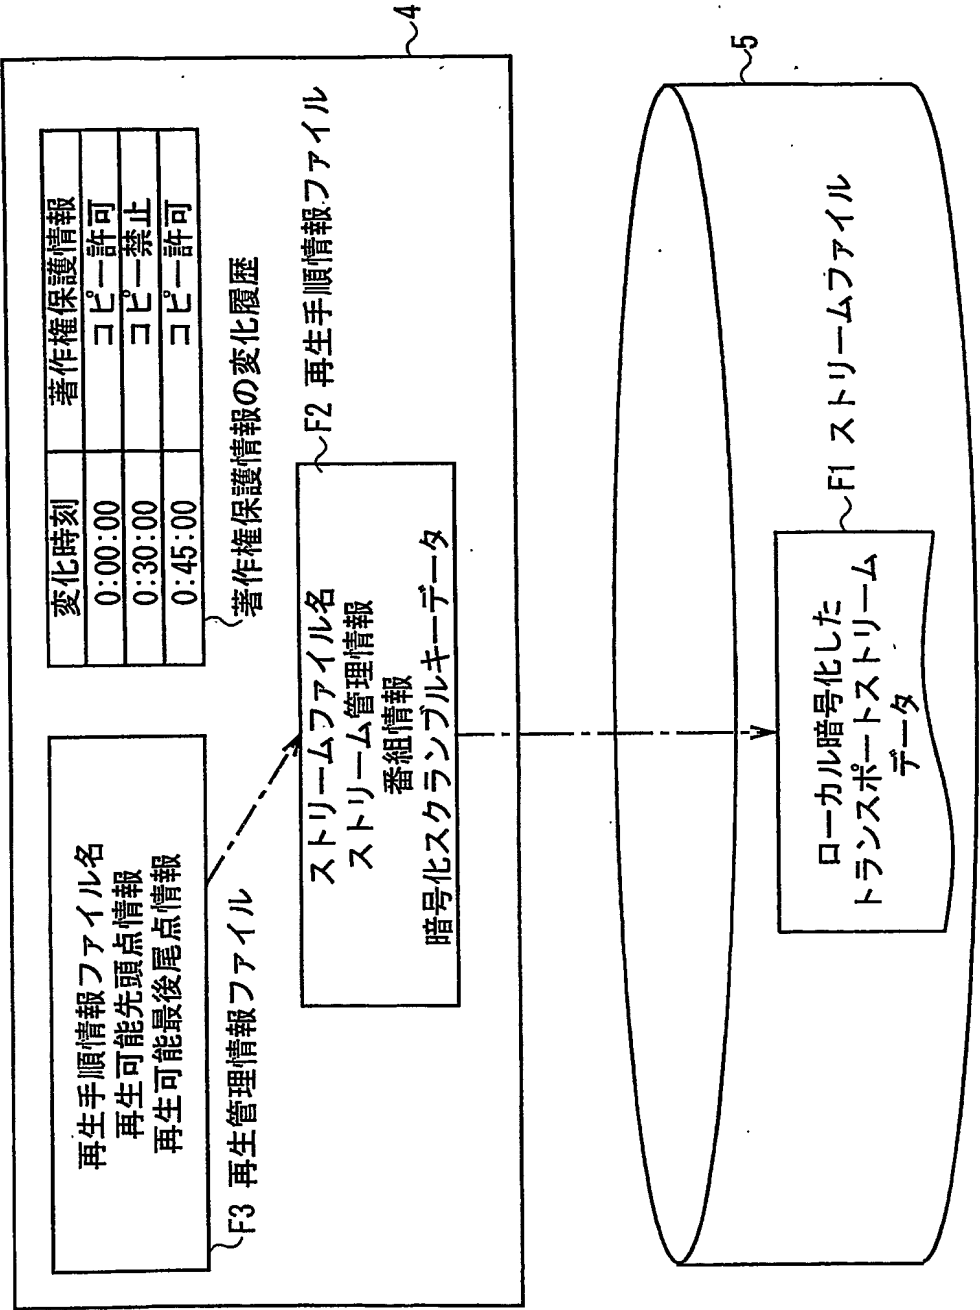 4
再生手順情報ファイル名
再生可能先頭点情報
再生可能最後尾点情報
F3 再生管理情報ファイル
変化時刻 著作権保護情報
0:00:00 コピー許可
0:30:00 コピー禁止
0:45:00 コピー許可
著作権保護情報の変化履歴
F2 再生手順情報ファイル
ストリームファイル名
ストリーム管理情報
番組情報
暗号化スクランブルキーデータ
5
F1 ストリームファイル
ローカル暗号化した
トランスポートストリーム
データ